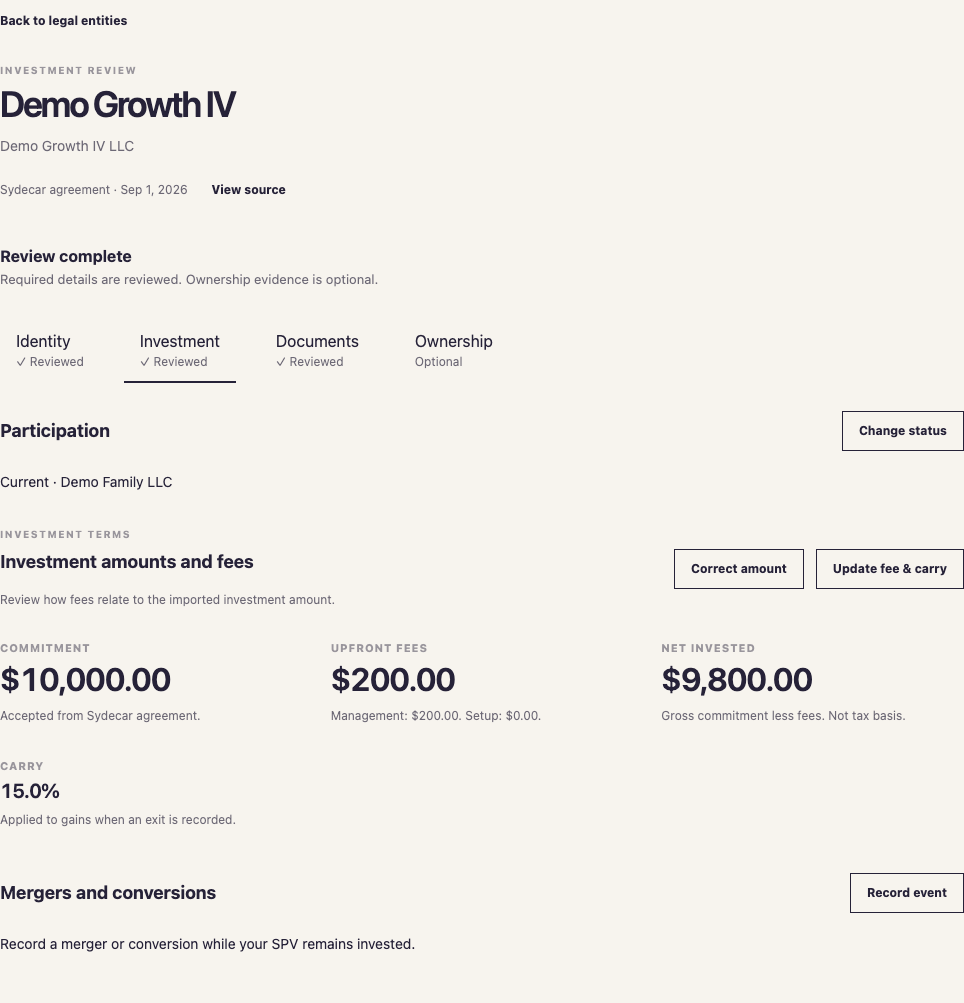 Back to legal entities
INVESTMENT REVIEW
Demo Growth IV
Demo Growth IV LLC
Sydecar agreement · Sep 1, 2026 View source
Review complete
Required details are reviewed. Ownership evidence is optional.
Identity Investment Documents Ownership
✓ Reviewed ✓ Reviewed ✓ Reviewed Optional
Participation Change status
Current · Demo Family LLC
INVESTMENT TERMS
Investment amounts and fees Correct amount Update fee & carry
Review how fees relate to the imported investment amount.
COMMITMENT UPFRONT FEES NET INVESTED
$10,000.00 $200.00 $9,800.00
Accepted from Sydecar agreement. Management: $200.00. Setup: $0.00. Gross commitment less fees. Not tax basis.
CARRY
15.0%
Applied to gains when an exit is recorded.
Mergers and conversions Record event
Record a merger or conversion while your SPV remains invested.